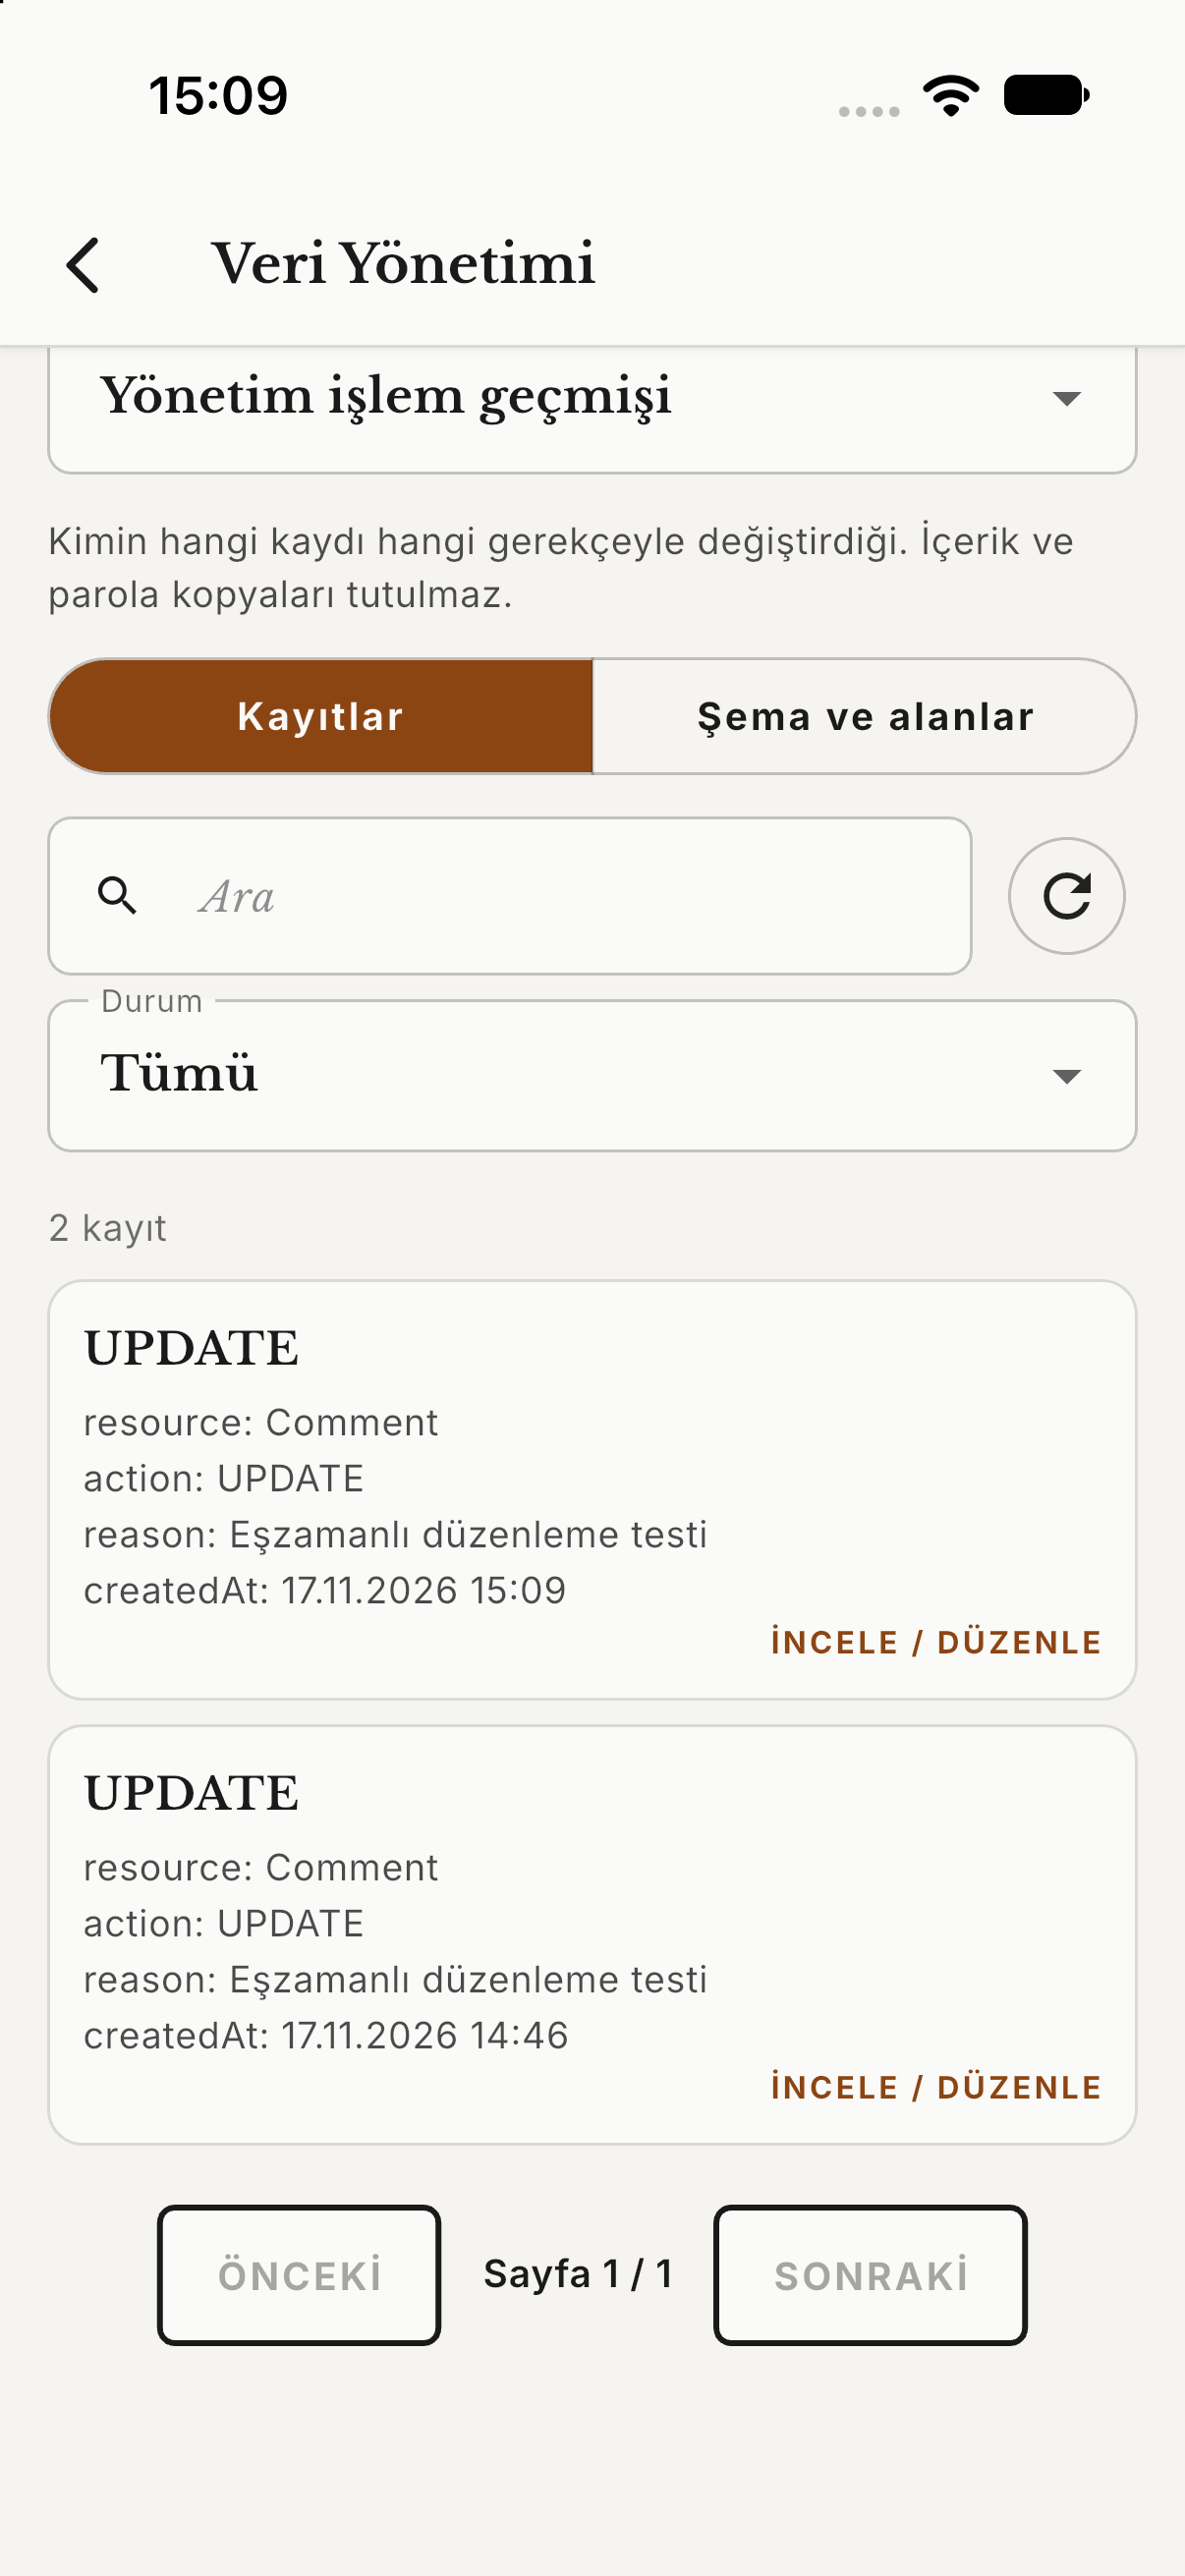 15:09
Veri Yönetimi
Yönetim işlem geçmişi
Kimin hangi kaydı hangi gerekçeyle değiştirdiği. İçerik ve
parola kopyaları tutulmaz.
Kayıtlar
Şema ve alanlar
Ara
Durum
Tümü
2 kayıt
UPDATE
resource: Comment
action: UPDATE
reason: Eşzamanlı düzenleme testi
createdAt: 17.11.2026 15:09
İNCELE / DÜZENLE
UPDATE
resource: Comment
action: UPDATE
reason: Eşzamanlı düzenleme testi
createdAt: 17.11.2026 14:46
İNCELE / DÜZENLE
ÖNCEKİ
Sayfa 1 / 1
SONRAKİ